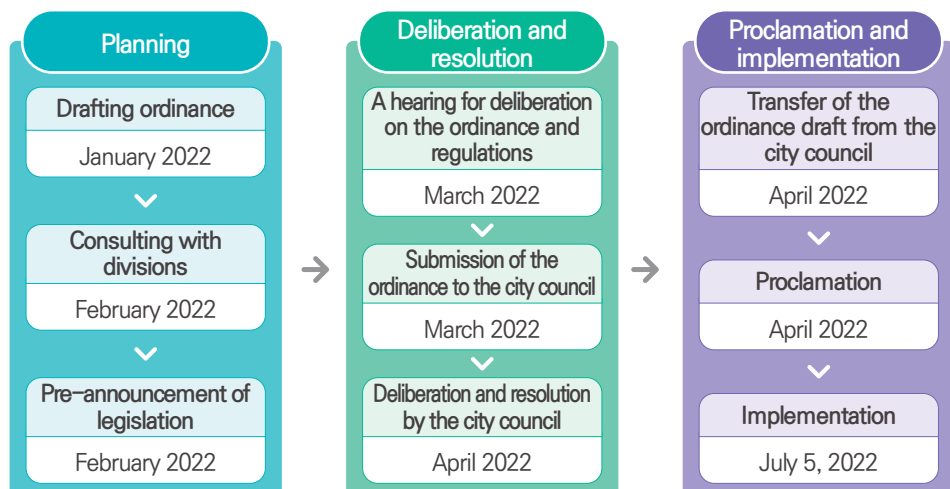 Planning
Drafting ordinance
January 2022
Consulting with
divisions
February 2022
Pre-announcement of
legislation
February 2022
Deliberation and
resolution
A hearing for deliberation
on the ordinance and
regulations
March 2022
Submission of the
ordinance to the city council
March 2022
Deliberation and resolution
by the city council
April 2022
Proclamation and
implementation
Transfer of the
ordinance draft from the
city council
April 2022
Proclamation
April 2022
Implementation
July 5, 2022